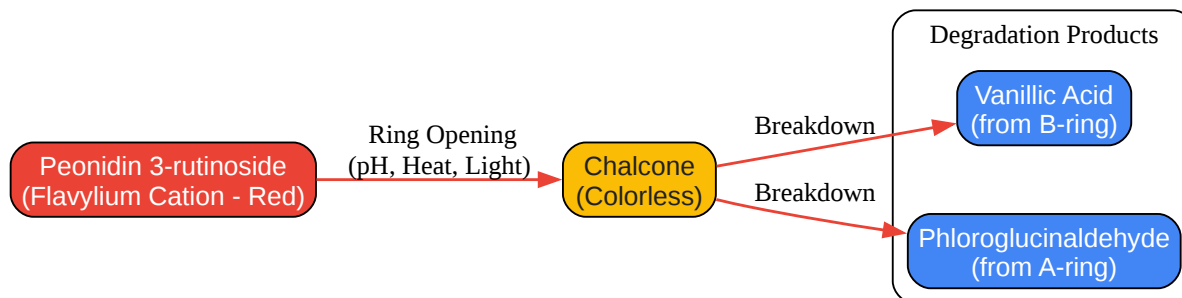 Degradation Products
Vanillic Acid
(from B-ring)
Ring Opening
(pH, Heat, Light)
Breakdown
Peonidin 3-rutinoside
(Flavylium Cation - Red)
Chalcone
(Colorless)
Breakdown
Phloroglucinaldehyde
(from A-ring)